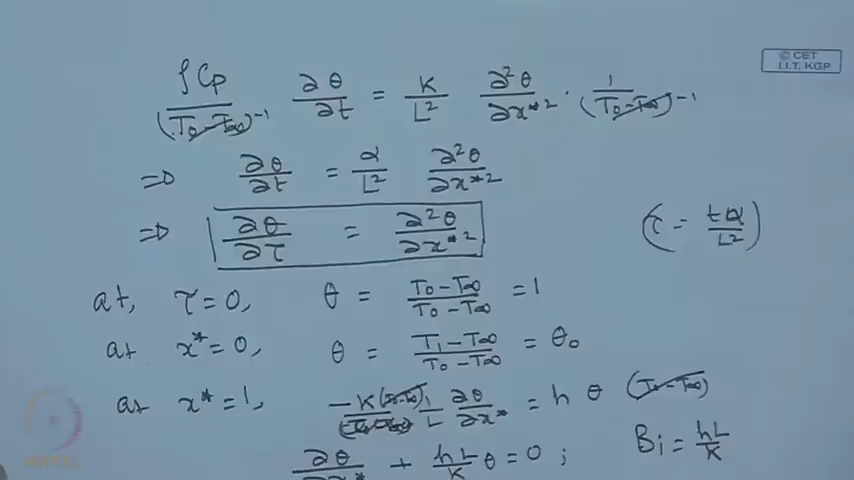 © CET
I.I.T. KGP
ρCp/(T0-T∞)^-1 ∂θ/∂t = K/L² ∂²θ/∂x*² · 1/(T0-T∞)^-1
=> ∂θ/∂t = α/L² ∂²θ/∂x*²
=> ∂θ/∂τ = ∂²θ/∂x*² (τ = tα/L²)
at, τ=0, θ = T0-T∞/T0-T∞ = 1
at x*=0, θ = T1-T∞/T0-T∞ = θ0
at x*=1, 1/L ∂θ/∂x* = h θ (T0-T∞)
∂θ/∂x* + hL/K θ = 0 ; Bi = hL/K